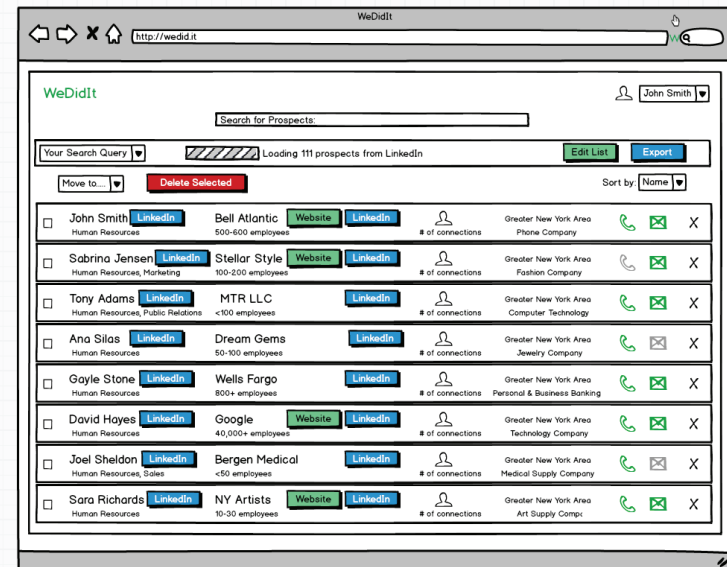 WeDidIt
http://wedid.it
WeDidIt
John Smith
Search for Prospects:
Your Search Query
Loading 111 prospects from LinkedIn
Edit List
Export
Move to....
Delete Selected
Sort by: Name
John Smith LinkedIn Bell Atlantic Website LinkedIn Greater New York Area X
Human Resources 500-600 employees # of connections Phone Company
Sabrina Jensen LinkedIn Stellar Style Website LinkedIn Greater New York Area X
Human Resources, Marketing 100-200 employees # of connections Fashion Company
Tony Adams LinkedIn MTR LLC LinkedIn Greater New York Area X
Human Resources, Public Relations <100 employees # of connections Computer Technology
Ana Silas LinkedIn Dream Gems LinkedIn Greater New York Area X
Human Resources 50-100 employees # of connections Jewelry Company
Gayle Stone LinkedIn Wells Fargo LinkedIn Greater New York Area X
Human Resources 800+ employees # of connections Personal & Business Banking
David Hayes LinkedIn Google Website LinkedIn Greater New York Area X
Human Resources 40,000+ employees # of connections Technology Company
Joel Sheldon LinkedIn Bergen Medical LinkedIn Greater New York Area X
Human Resources, Sales <50 employees # of connections Medical Supply Company
Sara Richards LinkedIn NY Artists Website LinkedIn Greater New York Area X
Human Resources 10-30 employees # of connections Art Supply